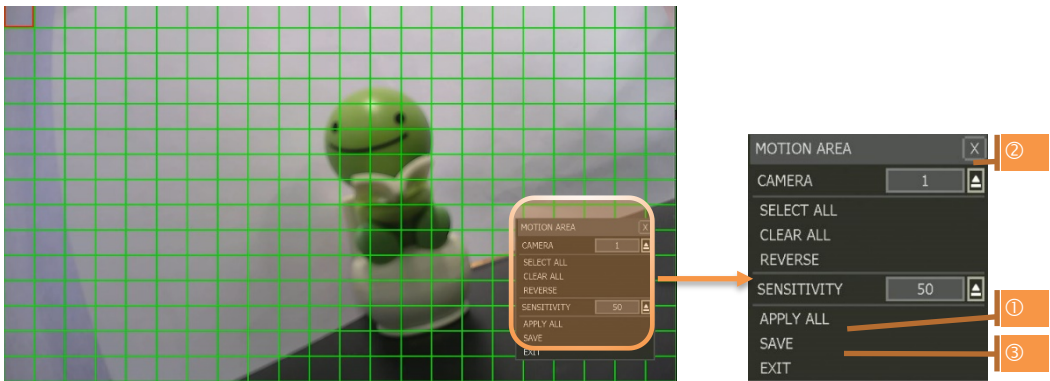 MOTION AREA X
CAMERA 1
SELECT ALL
CLEAR ALL
REVERSE
SENSITIVITY 50
APPLY ALL
SAVE
EXIT
MOTION AREA X
CAMERA 1
SELECT ALL
CLEAR ALL
REVERSE
SENSITIVITY 50
APPLY ALL
SAVE
EXIT
②
①
③